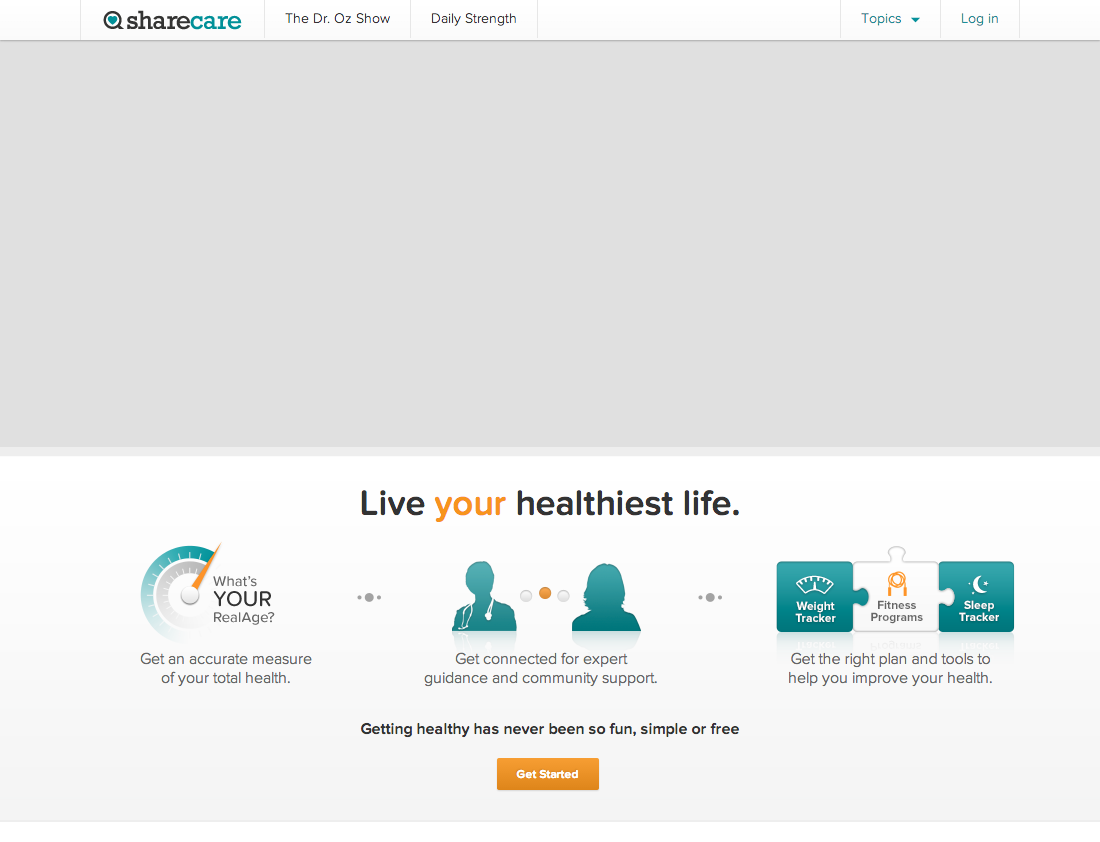 sharecare
The Dr. Oz Show
Daily Strength
Topics
Log in
Live your healthiest life.
What's
YOUR
RealAge?
Get an accurate measure
of your total health.
Get connected for expert
guidance and community support.
Weight
Tracker
Fitness
Programs
Sleep
Tracker
Get the right plan and tools to
help you improve your health.
Getting healthy has never been so fun, simple or free
Get Started